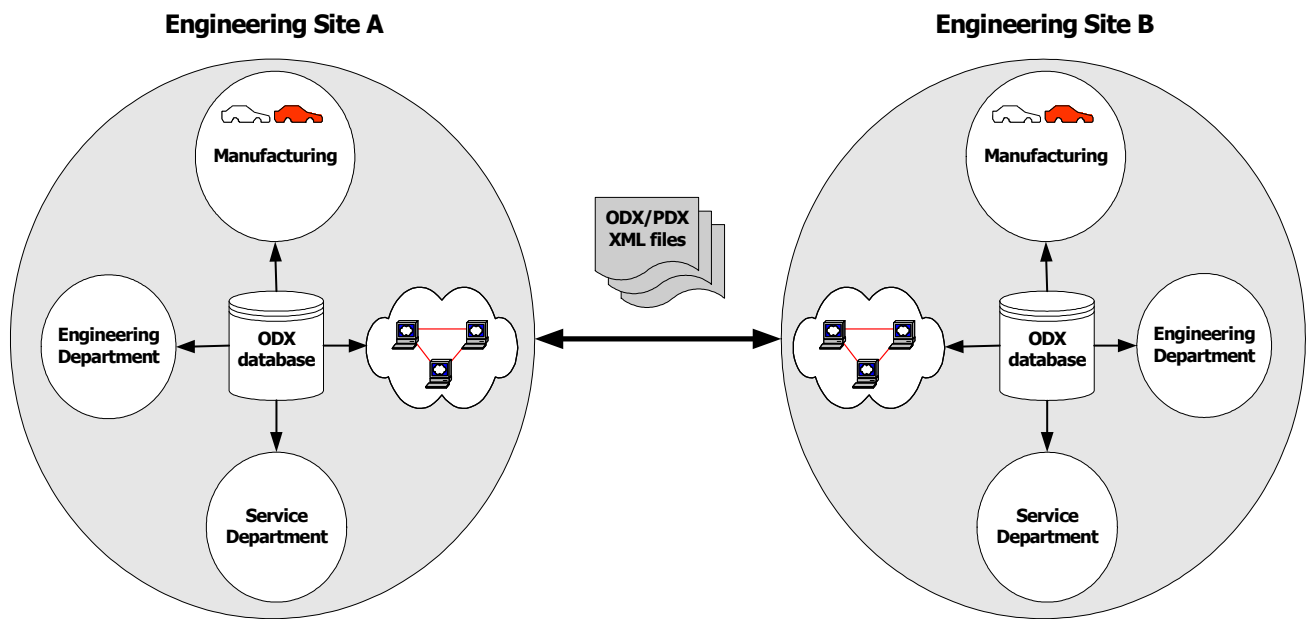 Engineering Site A
Engineering Site B
Manufacturing
Manufacturing
ODX/PDX
XML files
Engineering
Department
ODX
database
ODX
database
Engineering
Department
Service
Department
Service
Department